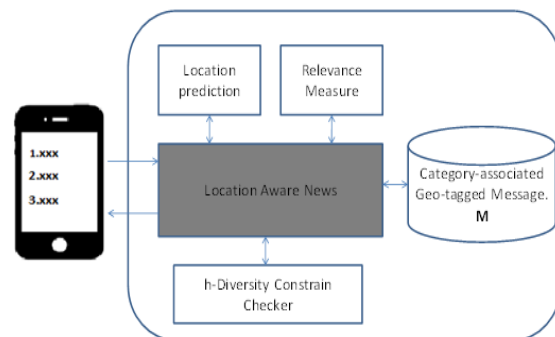 Location
prediction
Relevance
Measure
1.xxx
2.xxx
3.xxx
Location Aware News
Category-associated
Geo-tagged Message.
M
h-Diversity Constrain
Checker